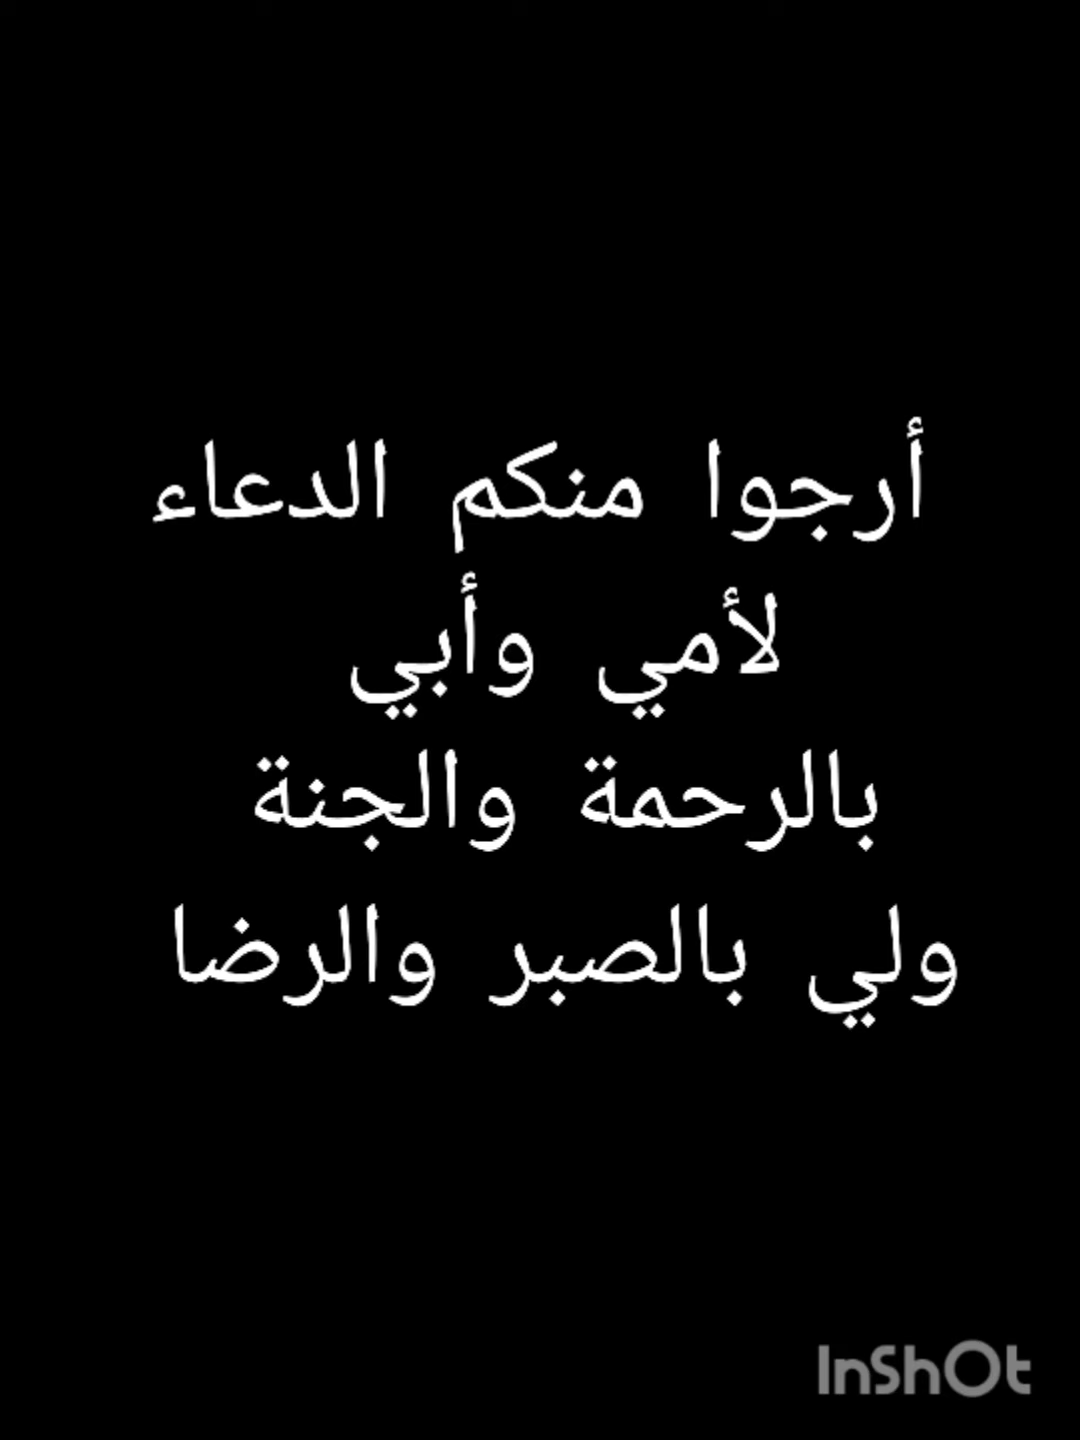 أرجوا منكم الدعاء
لأمي وأبي
بالرحمة والجنة
ولي بالصبر والرضا
InShOt